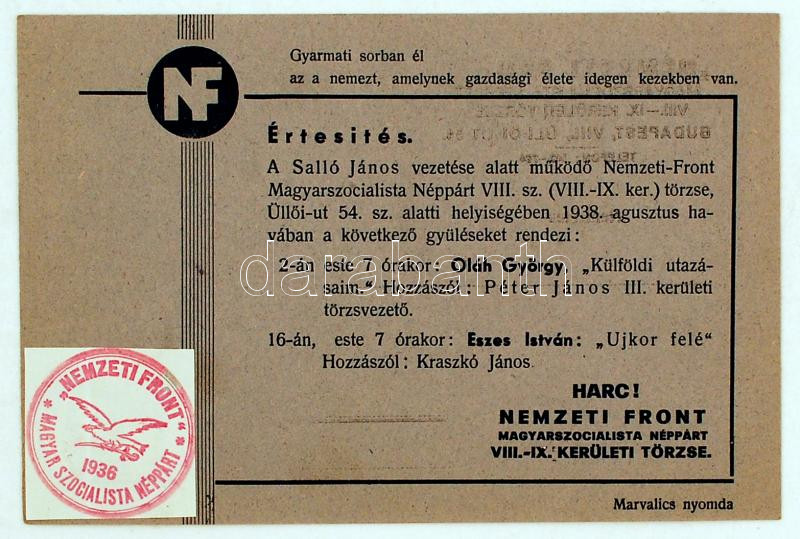 Gyarmati sorban él
az a nemezt, amelynek gazdasági élete idegen kezekben van.
NF
Értesités.
A Salló János vezetése alatt működő Nemzeti-Front
Magyarszocialista Néppárt VIII. sz. (VIII.-IX. ker.) törzse,
Üllői-ut 54. sz. alatti helyiségében 1938. agusztus ha-
vában a következő gyüléseket rendezi:
2-án este 7 órakor: Oláh György, „Külföldi utazá-
saim.“ Hozzászól: Péter János III. kerületi
törzsvezető.
16-án, este 7 órakor: Eszes István: „Ujkor felé“
Hozzászól: Kraszkó János.
HARC!
NEMZETI FRONT
MAGYARSZOCIALISTA NÉPPÁRT
VIII.-IX. KERÜLETI TÖRZSE.
Marvalics nyomda
„NEMZETI FRONT“
1936
* MAGYAR SZOCIALISTA NÉPPÁRT *
darabanth